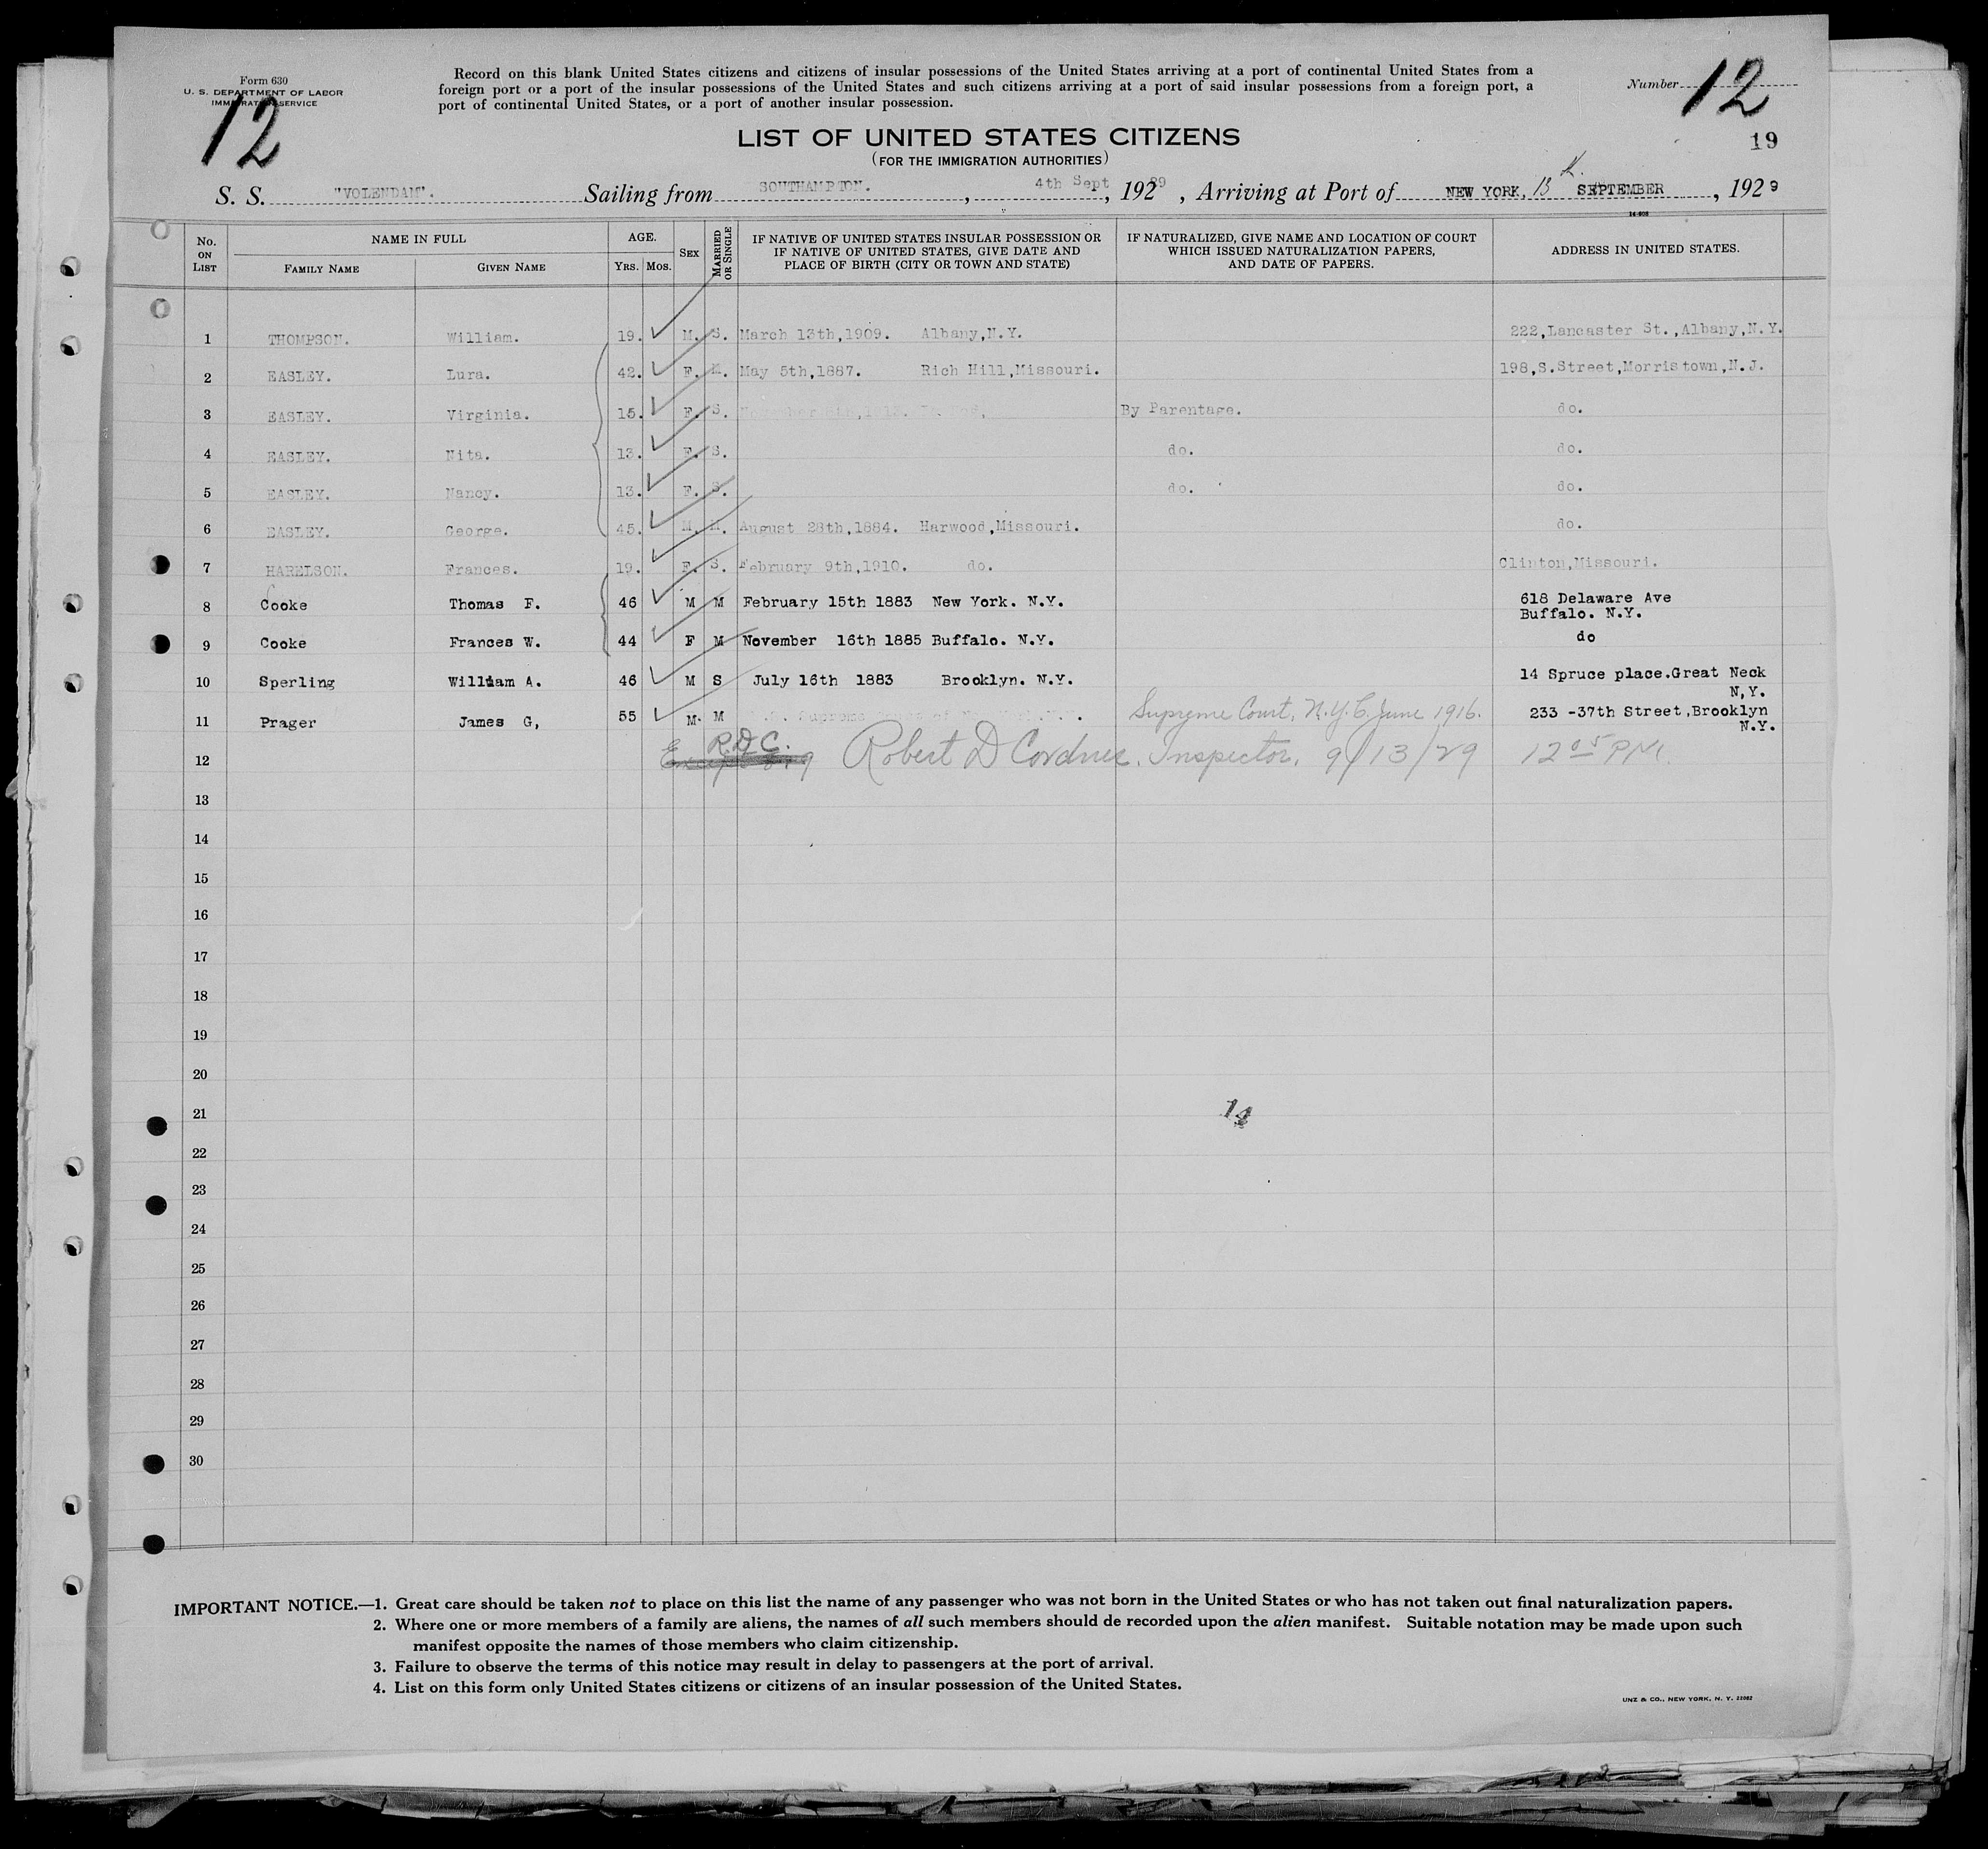 Form 630
U. S. DEPARTMENT OF LABOR
IMMIGRATION SERVICE
12
Record on this blank United States citizens and citizens of insular possessions of the United States arriving at a port of continental United States from a
foreign port or a port of the insular possessions of the United States and such citizens arriving at a port of said insular possessions from a foreign port, a
port of continental United States, or a port of another insular possession.
Number 12
19
LIST OF UNITED STATES CITIZENS
(FOR THE IMMIGRATION AUTHORITIES)
S. S. "VOLENDAM". Sailing from SOUTHAMPTON. , 4th Sept , 19229 , Arriving at Port of NEW YORK, 13 SEPTEMBER , 1929
No. ON LIST NAME IN FULL AGE. SEX MARRIED OR SINGLE IF NATIVE OF UNITED STATES INSULAR POSSESSION OR IF NATIVE OF UNITED STATES, GIVE DATE AND PLACE OF BIRTH (CITY OR TOWN AND STATE) IF NATURALIZED, GIVE NAME AND LOCATION OF COURT WHICH ISSUED NATURALIZATION PAPERS, AND DATE OF PAPERS. ADDRESS IN UNITED STATES.
FAMILY NAME GIVEN NAME YRS. MOS.
1 THOMPSON. William. 19. M. S. March 13th,1909. Albany,N.Y. 222,Lancaster St.,Albany,N.Y.
2 EASLEY. Lura. 42. F. M. May 5th,1887. Rich Hill,Missouri. 198,S.Street,Morristown,N.J.
3 EASLEY. Virginia. 15. F. S. By Parentage. do.
4 EASLEY. Nita. 13. F. S. do. do.
5 EASLEY. Nancy. 13. F. S. do. do.
6 EASLEY. George. 45. M. M. August 28th,1884. Harwood,Missouri. do.
7 HARELSON. Frances. 19. F. S. February 9th,1910. do. Clinton,Missouri.
8 Cooke Thomas F. 46 M M February 15th 1883 New York. N.Y. 618 Delaware Ave
Buffalo. N.Y.
9 Cooke Frances W. 44 F M November 16th 1885 Buffalo. N.Y. do
10 Sperling William A. 46 M S July 16th 1883 Brooklyn. N.Y. 14 Spruce place.Great Neck
N,Y.
11 Prager James G, 55 M. M Supreme Court, N.Y.C. June 1916. 233 -37th Street,Brooklyn
N.Y.
R.D.C.
12 Robert D Cordner. Inspector. 9/13/29 12 05 P.M.
13
14
15
16
17
18
19
20
21
14
22
23
24
25
26
27
28
29
30
IMPORTANT NOTICE.—1. Great care should be taken not to place on this list the name of any passenger who was not born in the United States or who has not taken out final naturalization papers.
2. Where one or more members of a family are aliens, the names of all such members should de recorded upon the alien manifest. Suitable notation may be made upon such
manifest opposite the names of those members who claim citizenship.
3. Failure to observe the terms of this notice may result in delay to passengers at the port of arrival.
4. List on this form only United States citizens or citizens of an insular possession of the United States.
UNZ & CO., NEW YORK, N. Y. 22082